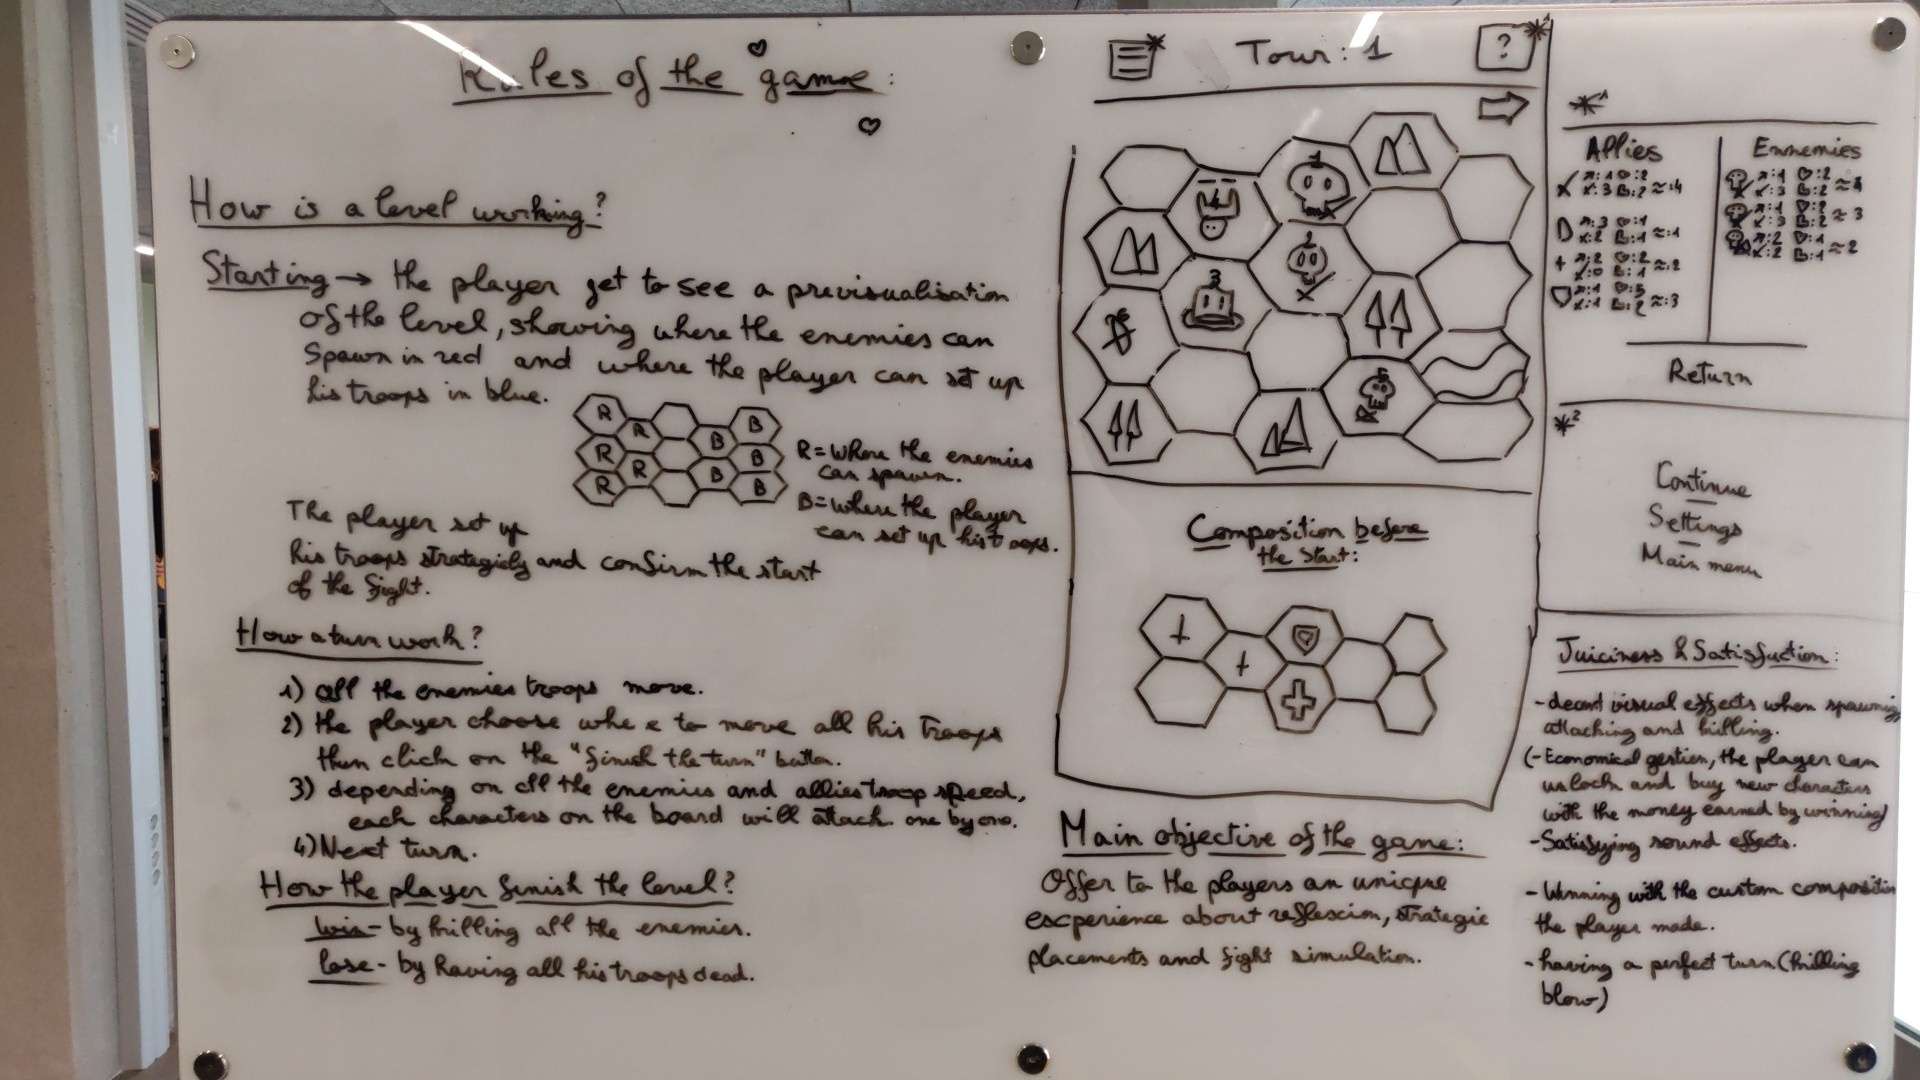 Rules of the game:
How is a level working?
Starting → the player get to see a previsualisation
of the level, showing where the enemies can
spawn in red and where the player can set up
his troops in blue.
R B
R B
R B
R B
R B
R = Where the enemies
can spawn.
B = Where the player
can set up his troops.
The player set up
his troops strategicly and confirm the start
of the fight.
How a turn work?
1) all the enemies troops move.
2) the player choose where to move all his troops
then click on the "finish the turn" button.
3) depending on all the enemies and allies troop speed,
each characters on the board will attack one by one.
4) Next turn.
How the player finish the level?
win - by killing all the enemies.
lose - by having all his troops dead.
Tour: 1
?
*
*1
1
4
2
3
5
Composition before
the start:
Main objective of the game:
Offer to the players an unique
experience about reflexion, strategic
placements and fight simulation.
*1
Allies
Ennemies
Return
*2
Continue
Settings
Main menu
Juiciness & Satisfaction:
- decent visual effects when spawning,
attacking and killing.
(- Economical gestion, the player can
unlock and buy new characters
with the money earned by winning)
- Satisfying sound effects.
- Winning with the custom composition
the player made.
- having a perfect turn (killing
blow)